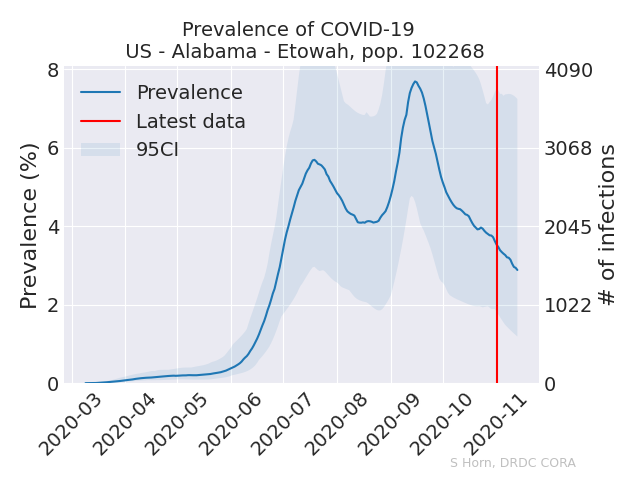 Prevalence of COVID-19
US - Alabama - Etowah, pop. 102268
Prevalence
Latest data
95CI
Prevalence (%)
8
6
4
2
0
4090
3068
2045
1022
0
# of infections
2020-03
2020-04
2020-05
2020-06
2020-07
2020-08
2020-09
2020-10
2020-11
S Horn, DRDC CORA